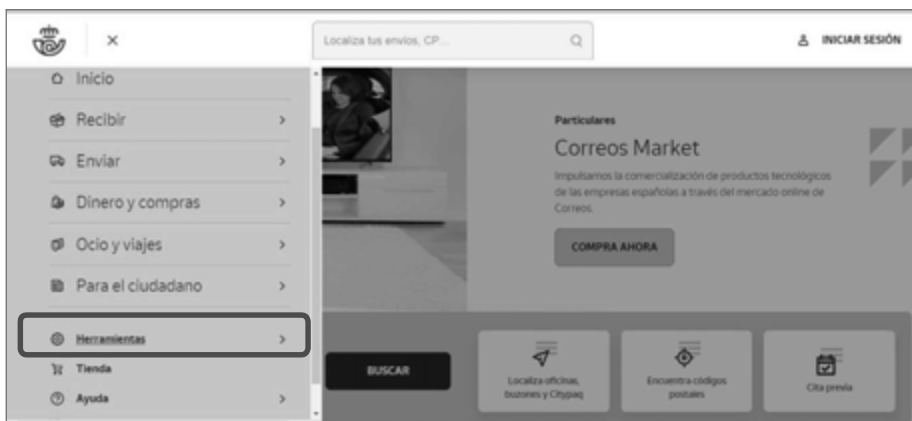 Localiza tus envíos, CP....
INICIAR SESIÓN
Inicio
Recibir
Enviar
Dinero y compras
Ocio y viajes
Para el ciudadano
Herramientas
Tienda
Ayuda
Particulares
Correos Market
Impulsamos la comercialización de productos tecnológicos
de las empresas españolas a través del mercado online de
Correos.
COMPRA AHORA
BUSCAR
Localiza oficinas,
buzones y Citypaq
Encuentra códigos
postales
Cita previa